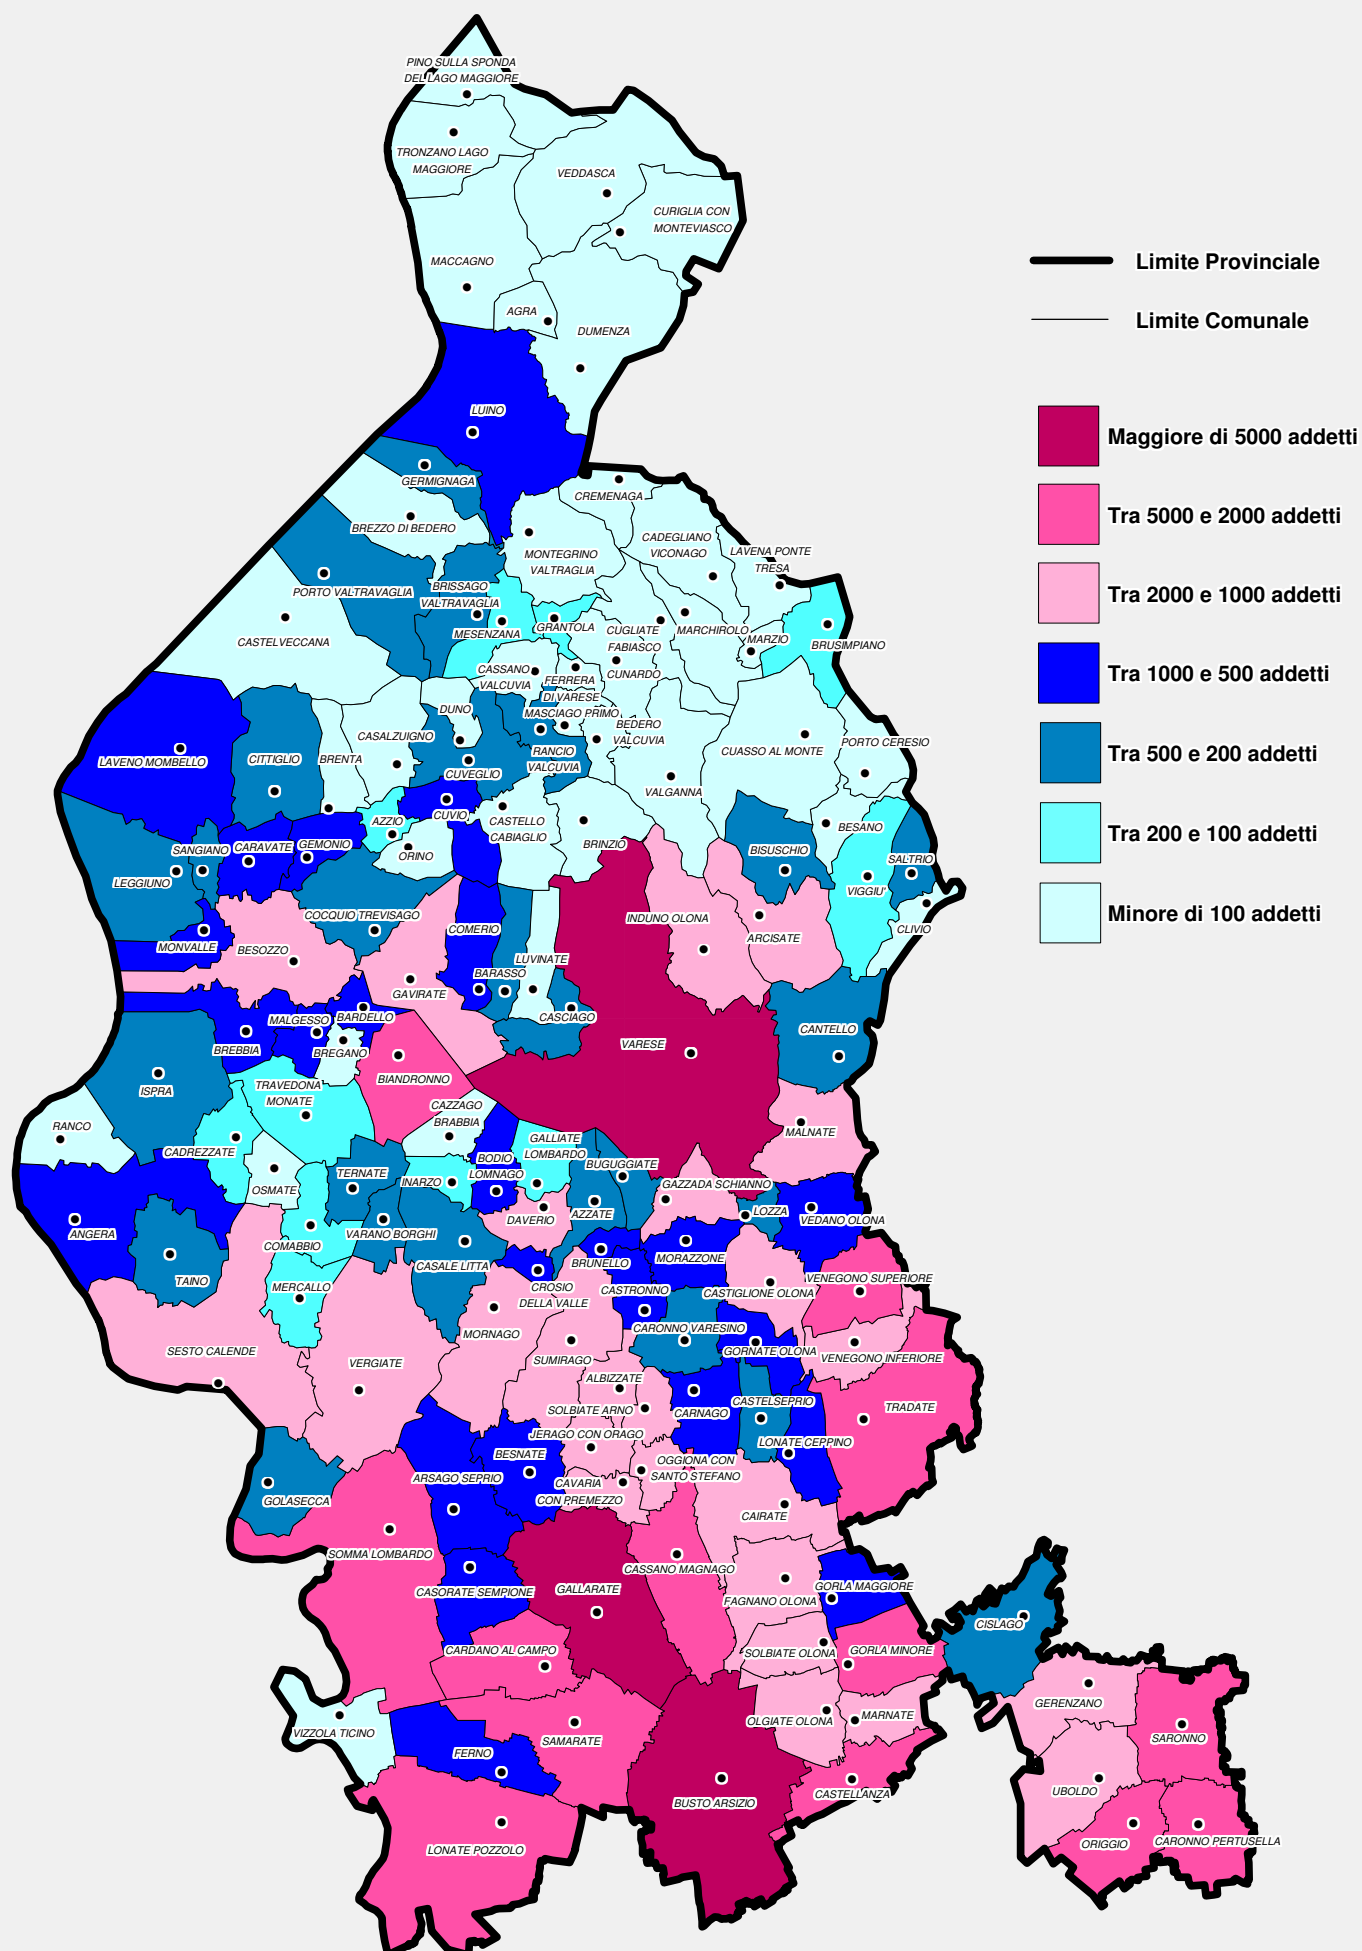 PINO SULLA SPONDA
DEL LAGO MAGGIORE
TRONZANO LAGO
MAGGIORE
VEDDASCA
CURIGLIA CON
MONTEVIASCO
MACCAGNO
AGRA
DUMENZA
Limite Provinciale
Limite Comunale
Maggiore di 5000 addetti
Tra 5000 e 2000 addetti
Tra 2000 e 1000 addetti
Tra 1000 e 500 addetti
Tra 500 e 200 addetti
Tra 200 e 100 addetti
Minore di 100 addetti
LUINO
GERMIGNAGA
CREMENAGA
BREZZO DI BEDERO
MONTEGRINO
VALTRAGLIA
CADEGLIANO
VICONAGO
LAVENA PONTE
TRESA
PORTO VALTRAVAGLIA
BRISSAGO
VALTRAVAGLIA
MESENZANA
GRANTOLA
CUGLIATE
FABIASCO
MARCHIROLO
MARZIO
BRUSIMPIANO
CASTELVECCANA
CASSANO
VALCUVIA
FERRERA
DI VARESE
CUNARDO
MASCIAGO PRIMO
DUNO
CASALZUIGNO
BEDERO
VALCUVIA
CUASSO AL MONTE
PORTO CERESIO
LAVENO MOMBELLO
CITTIGLIO
BRENTA
CUVEGLIO
RANCIO
VALCUVIA
VALGANNA
CUVIO
CASTELLO
CABIAGLIO
AZZIO
ORINO
BRINZIO
BESANO
SANGIANO
CARAVATE
GEMONIO
BISUSCHIO
SALTRIO
LEGGIUNO
VIGGIU'
COCQUIO TREVISAGO
COMERIO
INDUNO OLONA
ARCISATE
CLIVIO
MONVALLE
BESOZZO
LUVINATE
BARASSO
GAVIRATE
CASCIAGO
MALGESSO
BARDELLO
BREBBIA
BREGANO
VARESE
CANTELLO
BIANDRONNO
ISPRA
TRAVEDONA
MONATE
CAZZAGO
BRABBIA
RANCO
MALNATE
CADREZZATE
GALLIATE
LOMBARDO
BODIO
LOMNAGO
BUGUGGIATE
OSMATE
TERNATE
INARZO
GAZZADA SCHIANNO
ANGERA
DAVERIO
AZZATE
LOZZA
VEDANO OLONA
COMABBIO
VARANO BORGHI
TAINO
CASALE LITTA
BRUNELLO
MORAZZONE
MERCALLO
CROSIO
DELLA VALLE
CASTRONNO
CASTIGLIONE OLONA
VENEGONO SUPERIORE
SESTO CALENDE
MORNAGO
CARONNO VARESINO
VERGIATE
SUMIRAGO
GORNATE OLONA
VENEGONO INFERIORE
ALBIZZATE
SOLBIATE ARNO
CARNAGO
CASTELSEPRIO
TRADATE
JERAGO CON ORAGO
LONATE CEPPINO
BESNATE
OGGIONA CON
SANTO STEFANO
ARSAGO SEPRIO
CAVARIA
CON PREMEZZO
GOLASECCA
CAIRATE
SOMMA LOMBARDO
CASSANO MAGNAGO
CASORATE SEMPIONE
GALLARATE
FAGNANO OLONA
GORLA MAGGIORE
CISLAGO
CARDANO AL CAMPO
SOLBIATE OLONA
GORLA MINORE
GERENZANO
VIZZOLA TICINO
OLGIATE OLONA
MARNATE
SAMARATE
SARONNO
FERNO
UBOLDO
BUSTO ARSIZIO
CASTELLANZA
LONATE POZZOLO
ORIGGIO
CARONNO PERTUSELLA